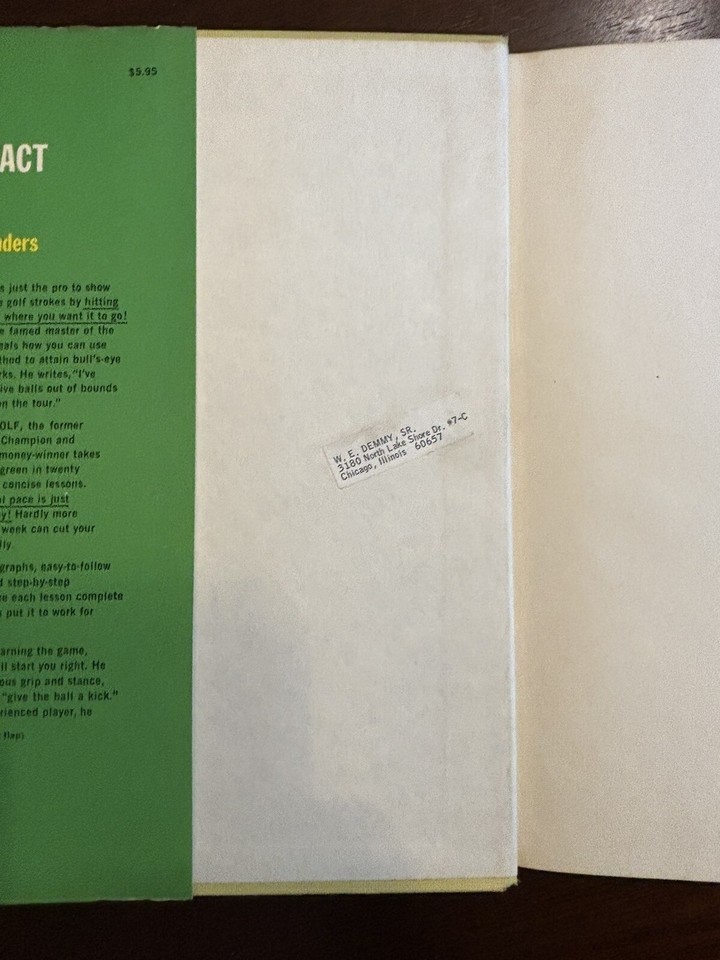 $5.95
ACT
nders
s just the pro to show
golf strokes by hitting
where you want it to go!
famed master of the
eals how you can use
thod to attain bull's-eye
rks. He writes, "I've
ive balls out of bounds
on the tour."
OLF, the former
Champion and
money-winner takes
green in twenty
concise lessons.
al pace is just
y! Hardly more
week can cut your
lly.
graphs, easy-to-follow
d step-by-step
e each lesson complete
put it to work for
arning the game,
ll start you right. He
ous grip and stance,
"give the ball a kick."
rienced player, he
flap)
W. E. DEMMY, SR.
3180 North Lake Shore Dr. #7-C
Chicago, Illinois 60657